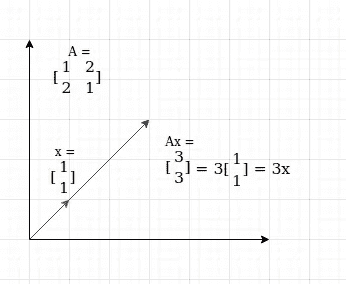 A =
[1 2
2 1]
x =
[1
1]
Ax =
[3
3] = 3[1
1] = 3x